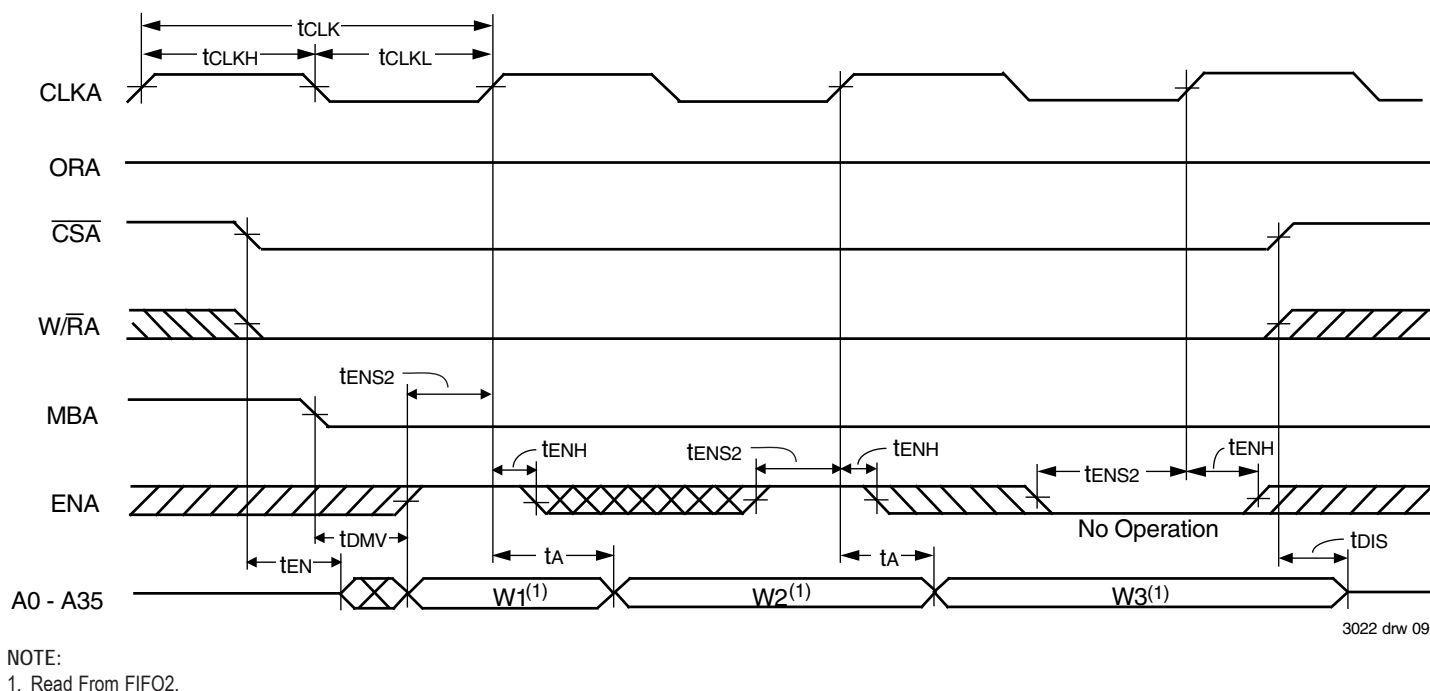 tCLK
tCLKH
tCLKL
CLKA
ORA
CSA
W/RA
tENS2
MBA
tENH
tENS2
tENH
tENS2
tENH
ENA
No Operation
tDMV
tEN
tA
tA
tDIS
A0 - A35
W1(1)
W2(1)
W3(1)
3022 drw 09
NOTE:
1. Read From FIFO2.